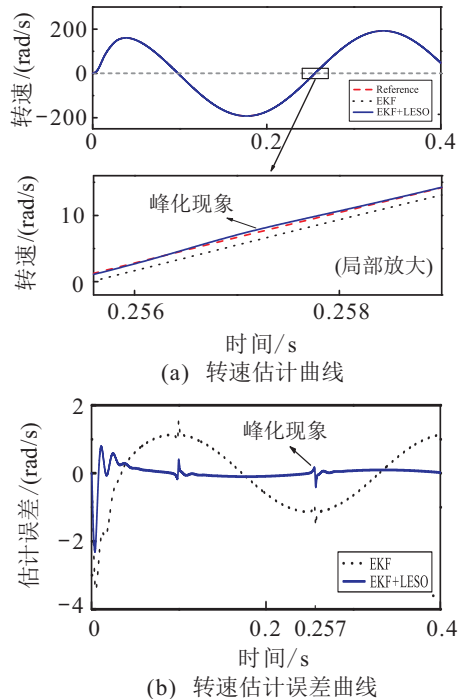 200
0
-200
转速/(rad/s)
Reference
EKF
EKF+LESO
0
0.2
0.4
10
0
转速/(rad/s)
峰化现象
(局部放大)
0.256
0.258
时间/s
(a) 转速估计曲线
2
0
-2
-4
估计误差/(rad/s)
峰化现象
EKF
EKF+LESO
0
0.2
0.257
0.4
时间/s
(b) 转速估计误差曲线